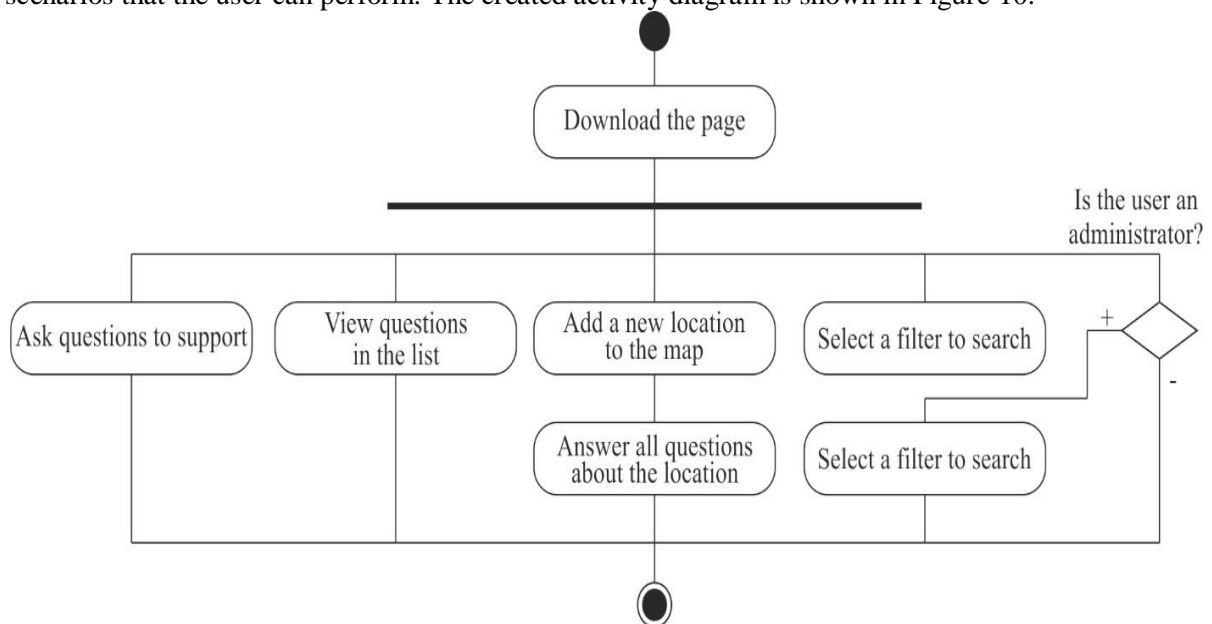 scenarios that the user can perform. The created activity diagram is shown in Figure 10.
Download the page
Is the user an
administrator?
Ask questions to support
View questions
in the list
Add a new location
to the map
Select a filter to search
+
-
Answer all questions
about the location
Select a filter to search